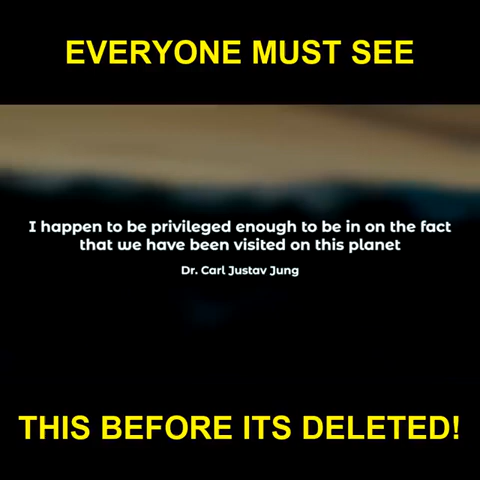 EVERYONE MUST SEE
I happen to be privileged enough to be in on the fact
that we have been visited on this planet
Dr. Carl Justav Jung
THIS BEFORE ITS DELETED!